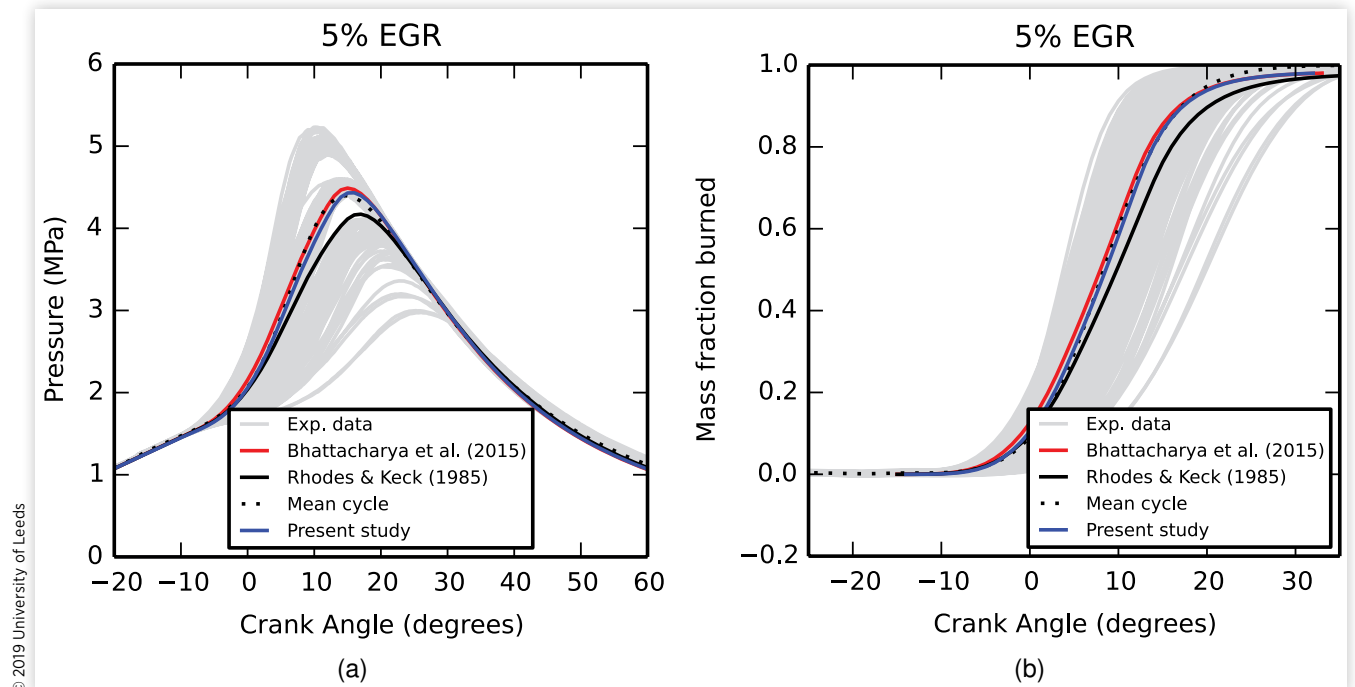 5% EGR
6
5
4
3
2
1
0
Pressure (MPa)
Exp. data
Bhattacharya et al. (2015)
Rhodes & Keck (1985)
Mean cycle
Present study
−20 −10 0 10 20 30 40 50 60
Crank Angle (degrees)
(a)
5% EGR
1.0
0.8
0.6
0.4
0.2
0.0
−0.2
Mass fraction burned
Exp. data
Bhattacharya et al. (2015)
Rhodes & Keck (1985)
Mean cycle
Present study
−20 −10 0 10 20 30
Crank Angle (degrees)
(b)
© 2019 University of Leeds